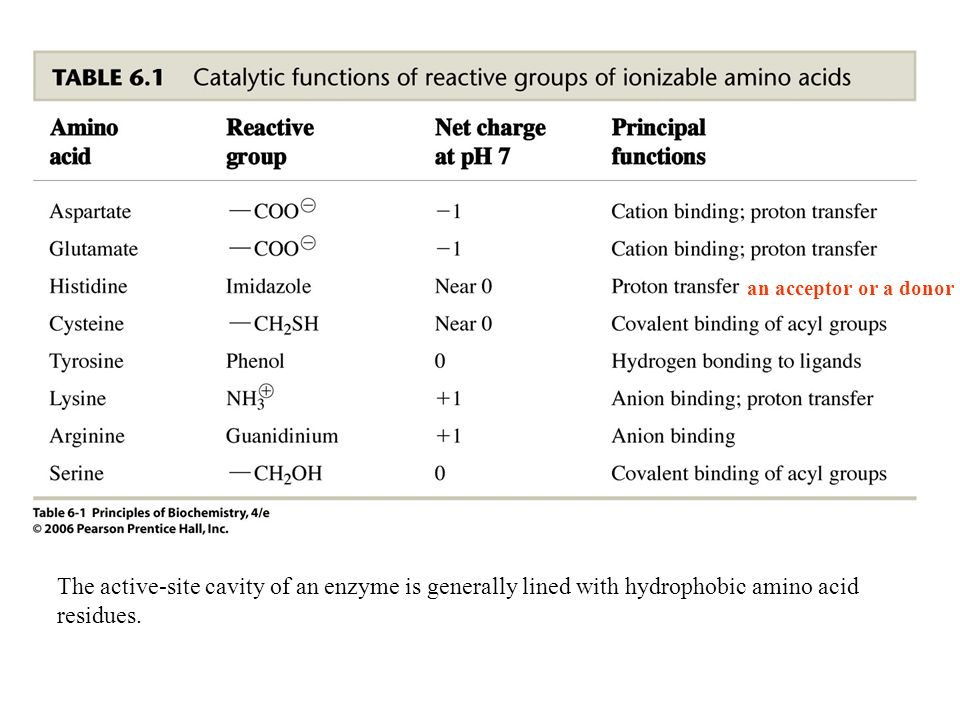 TABLE 6.1 Catalytic functions of reactive groups of ionizable amino acids
Amino acid Reactive group Net charge at pH 7 Principal functions
Aspartate —COO⊖ −1 Cation binding; proton transfer
Glutamate —COO⊖ −1 Cation binding; proton transfer
Histidine Imidazole Near 0 Proton transfer an acceptor or a donor
Cysteine —CH₂SH Near 0 Covalent binding of acyl groups
Tyrosine Phenol 0 Hydrogen bonding to ligands
Lysine NH₃⊕ +1 Anion binding; proton transfer
Arginine Guanidinium +1 Anion binding
Serine —CH₂OH 0 Covalent binding of acyl groups
Table 6-1 Principles of Biochemistry, 4/e
© 2006 Pearson Prentice Hall, Inc.
The active-site cavity of an enzyme is generally lined with hydrophobic amino acid
residues.